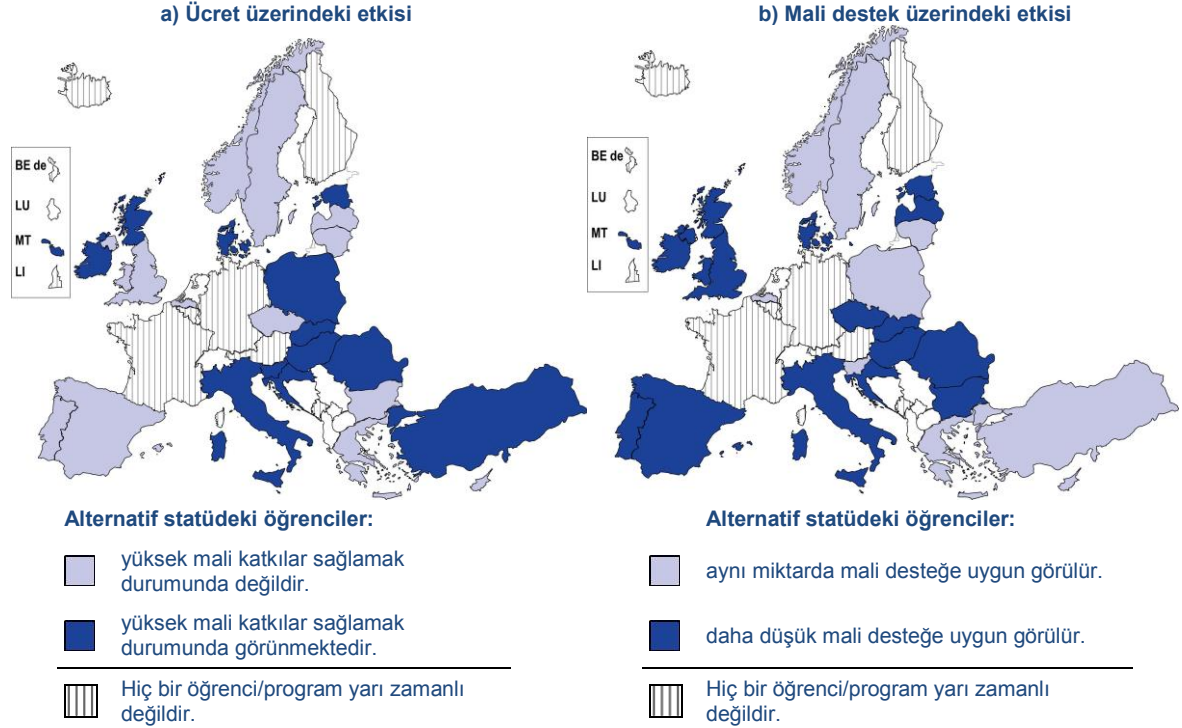 a) Ücret üzerindeki etkisi
b) Mali destek üzerindeki etkisi
BE de
LU
MT
LI
BE de
LU
MT
LI
Alternatif statüdeki öğrenciler:
yüksek mali katkılar sağlamak
durumunda değildir.
yüksek mali katkılar sağlamak
durumunda görünmektedir.
Hiç bir öğrenci/program yarı zamanlı
değildir.
Alternatif statüdeki öğrenciler:
aynı miktarda mali desteğe uygun görülür.
daha düşük mali desteğe uygun görülür.
Hiç bir öğrenci/program yarı zamanlı
değildir.